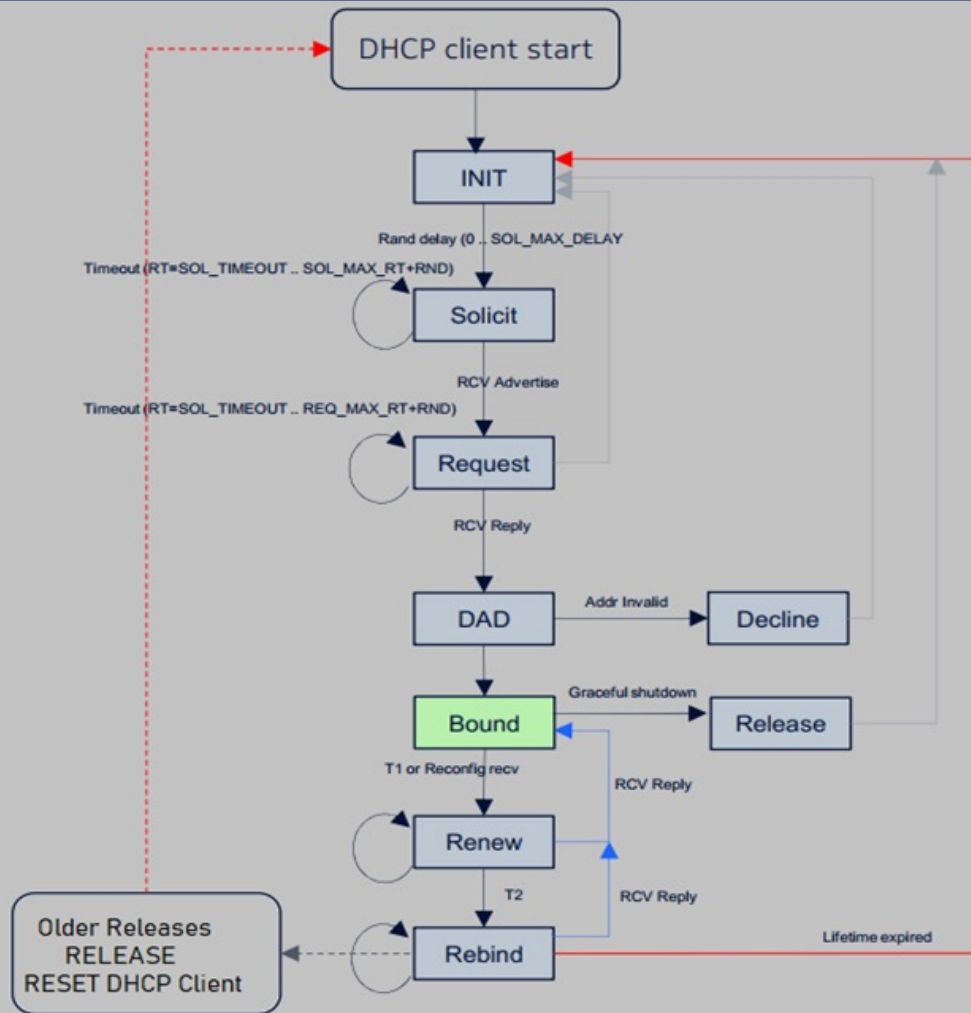 DHCP client start
INIT
Rand delay (0 .. SOL_MAX_DELAY
Timeout (RT=SOL_TIMEOUT .. SOL_MAX_RT+RND)
Solicit
RCV Advertise
Timeout (RT=SOL_TIMEOUT .. REQ_MAX_RT+RND)
Request
RCV Reply
DAD
Addr Invalid
Decline
Bound
Graceful shutdown
Release
T1 or Reconfig recv
RCV Reply
Renew
T2
RCV Reply
Rebind
Lifetime expired
Older Releases
RELEASE
RESET DHCP Client